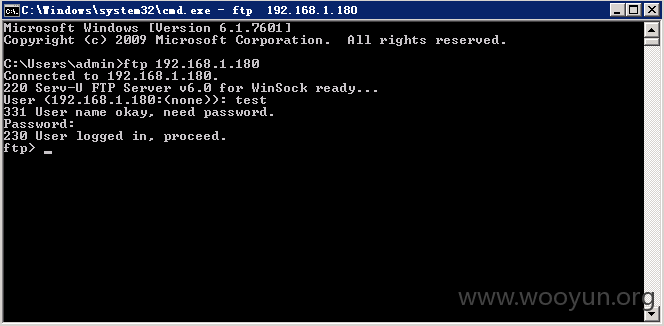 C:\Windows\system32\cmd.exe - ftp  192.168.1.180
Microsoft Windows [Version 6.1.7601]
Copyright (c) 2009 Microsoft Corporation.  All rights reserved.
C:\Users\admin>ftp 192.168.1.180
Connected to 192.168.1.180.
220 Serv-U FTP Server v6.0 for WinSock ready...
User (192.168.1.180:(none)): test
331 User name okay, need password.
Password:
230 User logged in, proceed.
ftp> _
www.wooyun.org